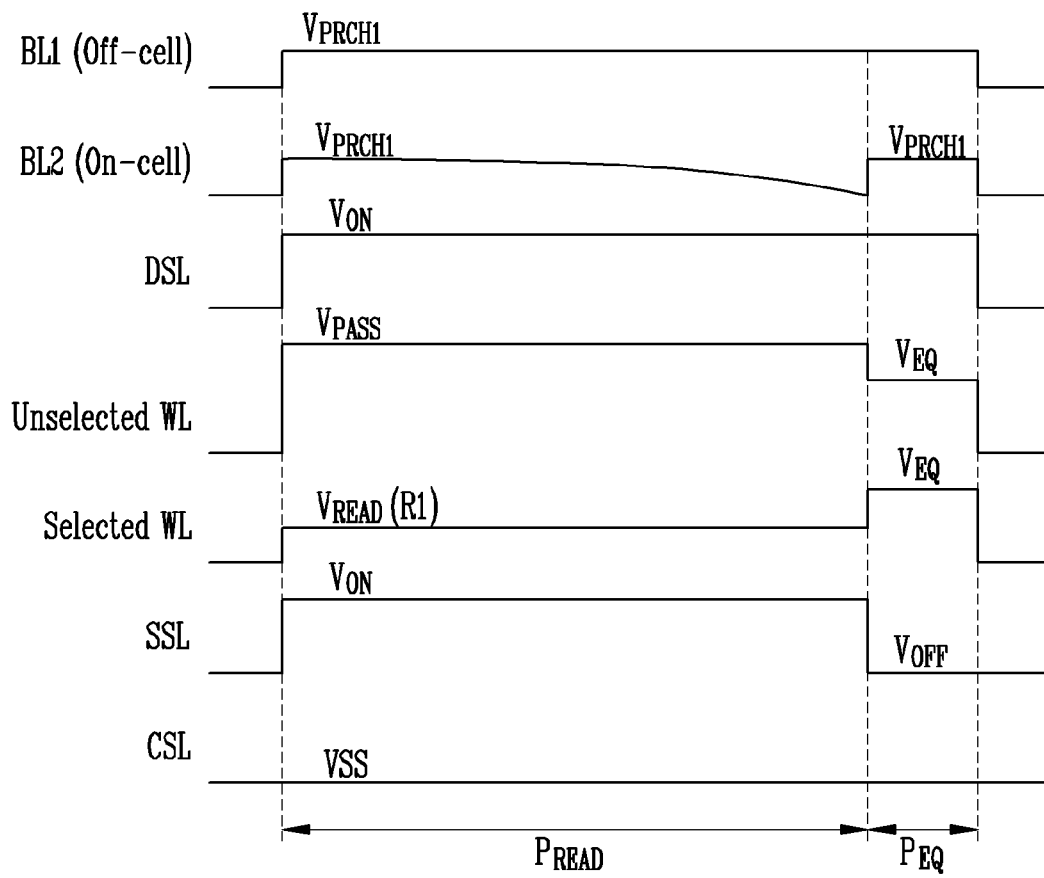 VPRCH1
BL1 (Off-cell)
VPRCH1
VPRCH1
BL2 (On-cell)
VON
DSL
VPASS
VEQ
Unselected WL
VEQ
VREAD (R1)
Selected WL
VON
SSL
VOFF
CSL
VSS
PREAD
PEQ